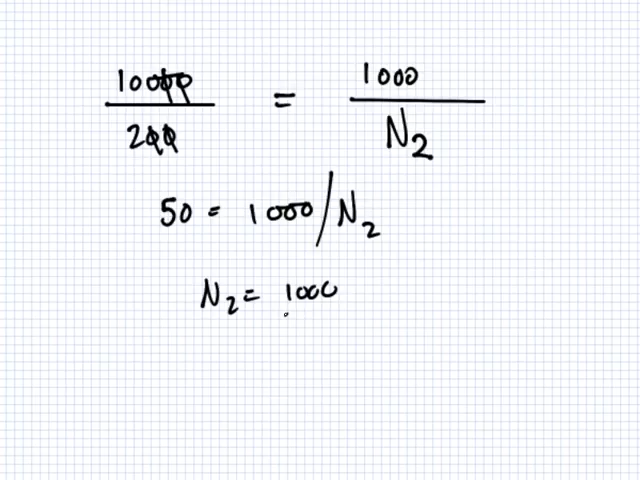 10000 = 1000
200 N₂
50 = 1000/N₂
N₂ = 1000